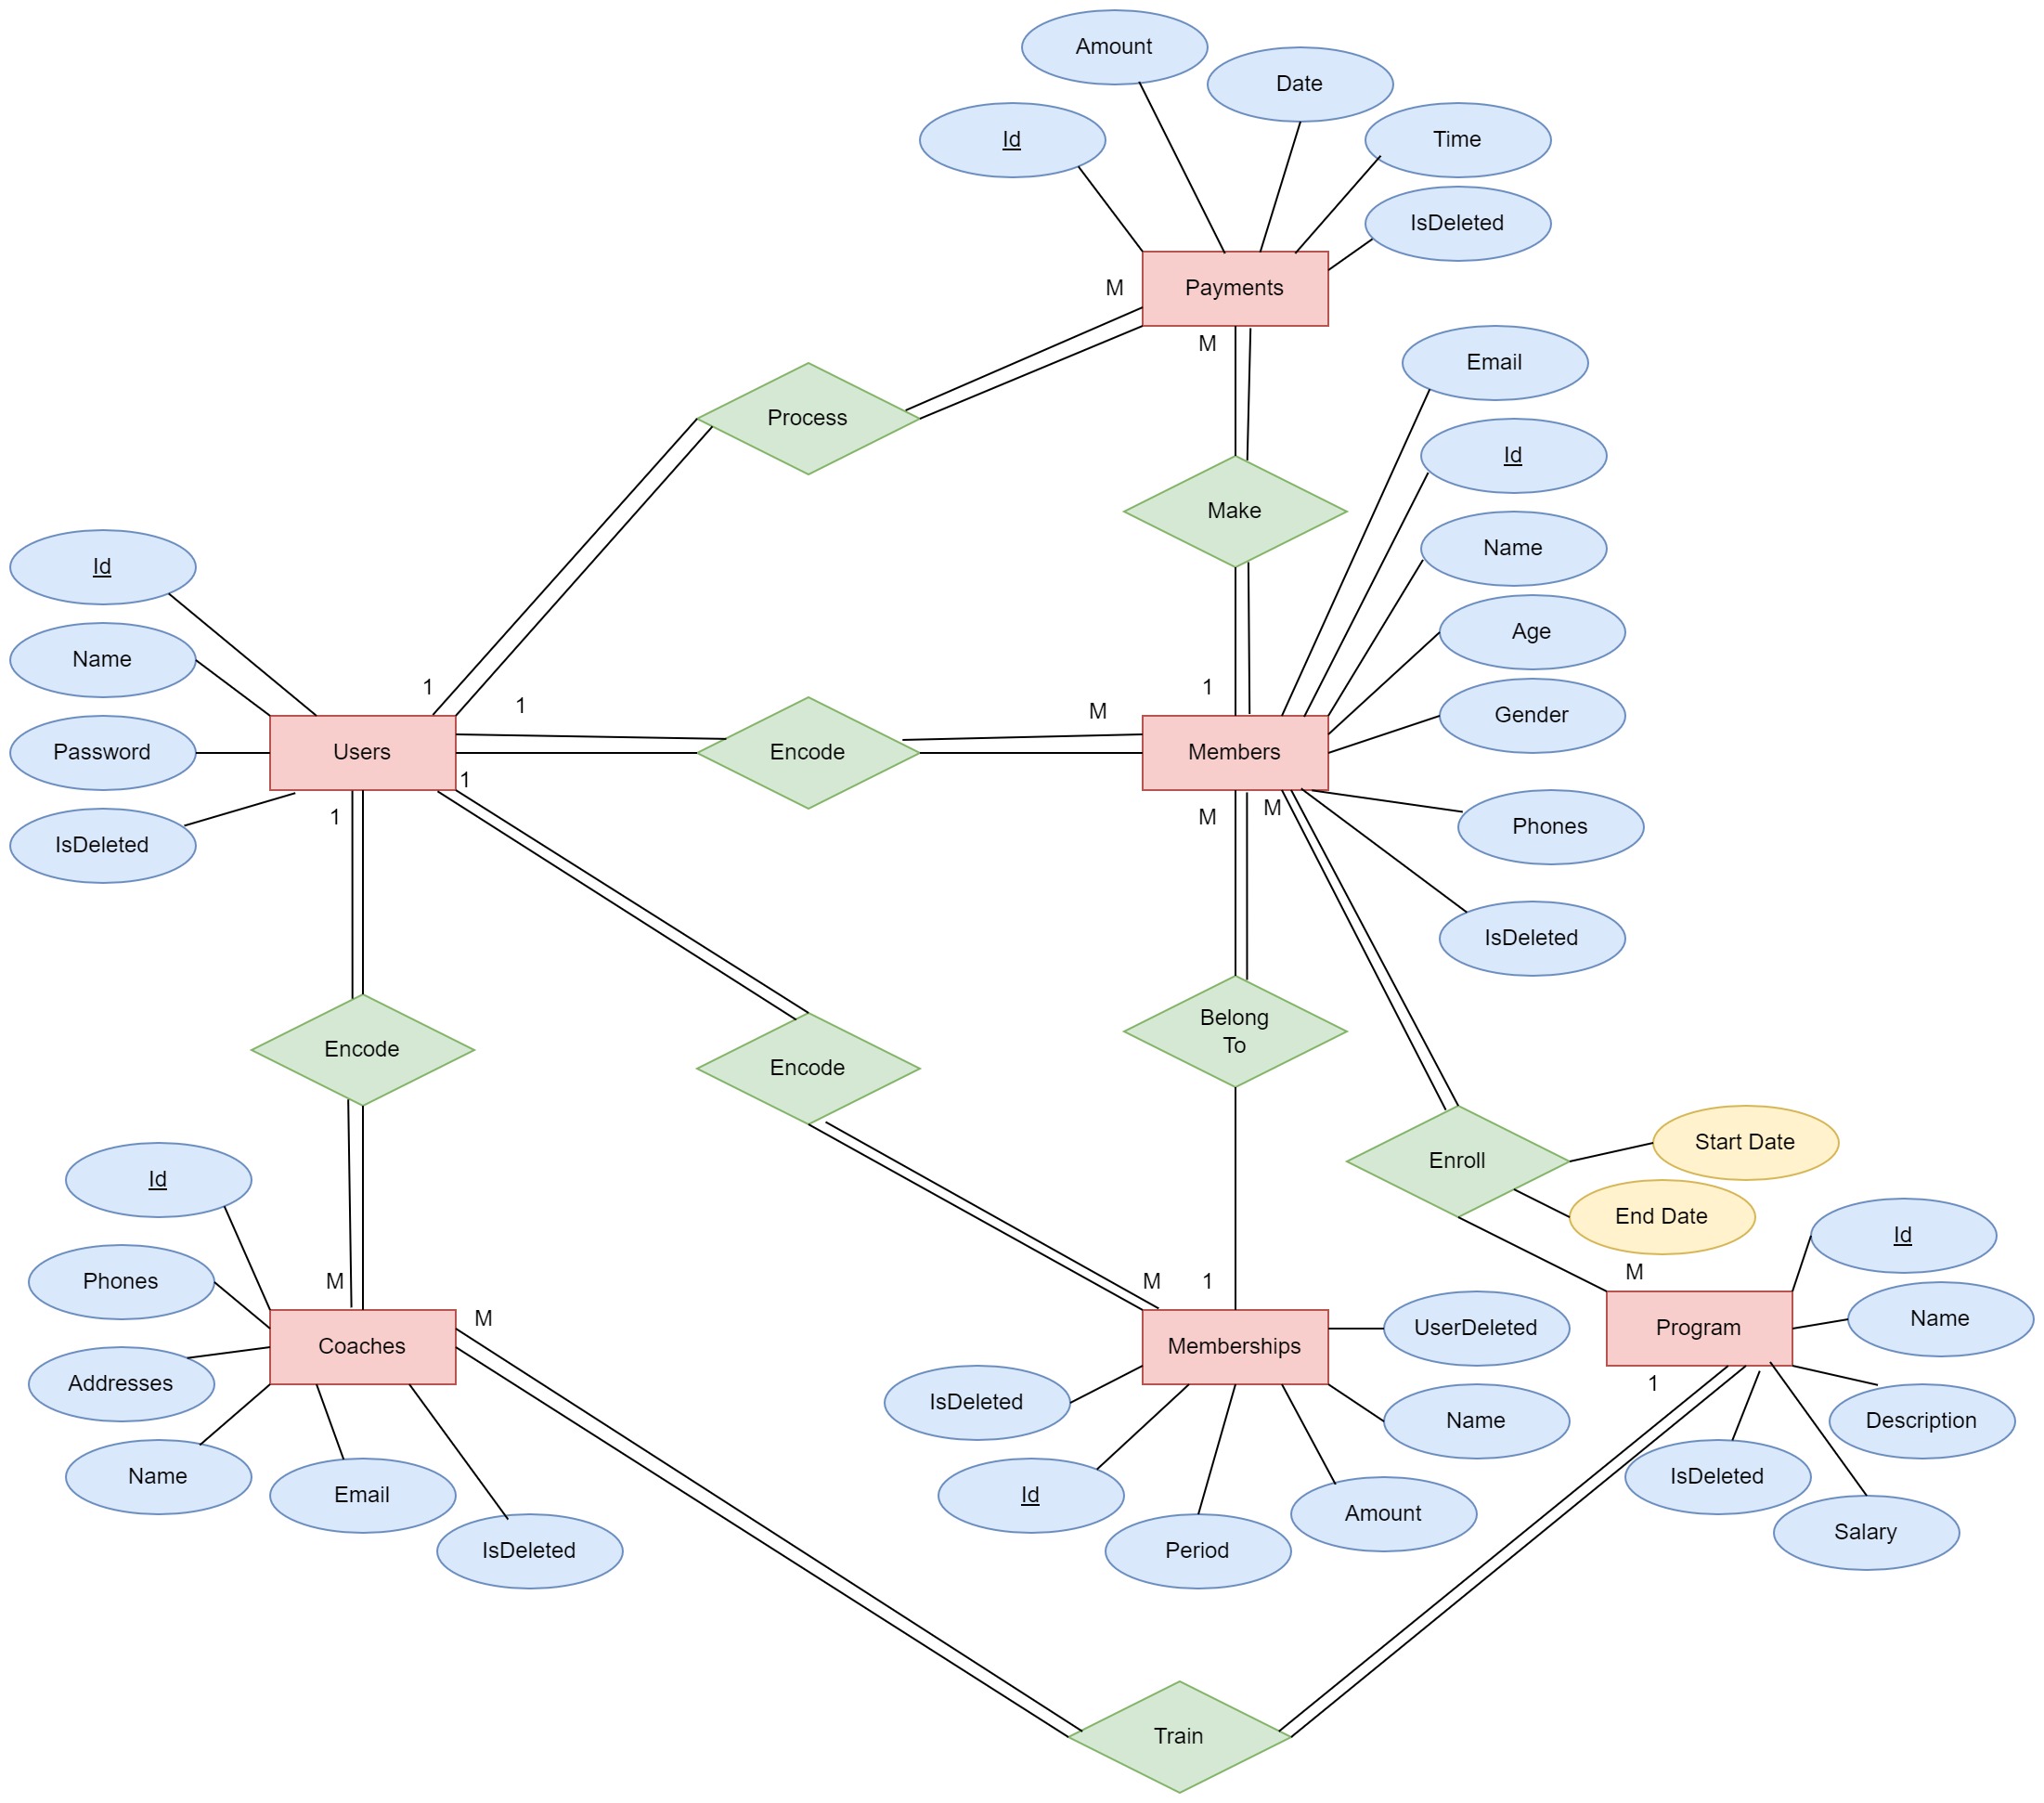 Amount
Date
Id
Time
IsDeleted
Payments
M
M
Email
Process
Id
Make
Name
Id
Age
Name
1
1
1
M
Gender
Password
Users
Encode
Members
1
1
M
M
Phones
IsDeleted
IsDeleted
Belong
To
Encode
Encode
Start Date
Enroll
Id
End Date
Id
Phones
M
M
1
M
M
Name
UserDeleted
Program
Coaches
Memberships
Addresses
1
IsDeleted
Name
Description
Name
IsDeleted
Email
Id
Amount
Salary
IsDeleted
Period
Train